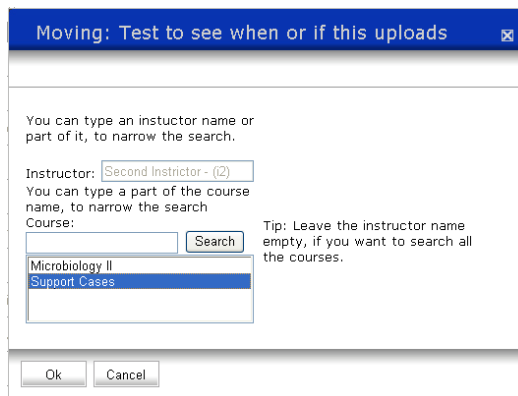 Moving: Test to see when or if this uploads
You can type an instuctor name or
part of it, to narrow the search.
Instructor: Second Instrictor - (i2)
You can type a part of the course
name, to narrow the search
Course:
Search
Tip: Leave the instructor name
empty, if you want to search all
the courses.
Microbiology II
Support Cases
Ok Cancel